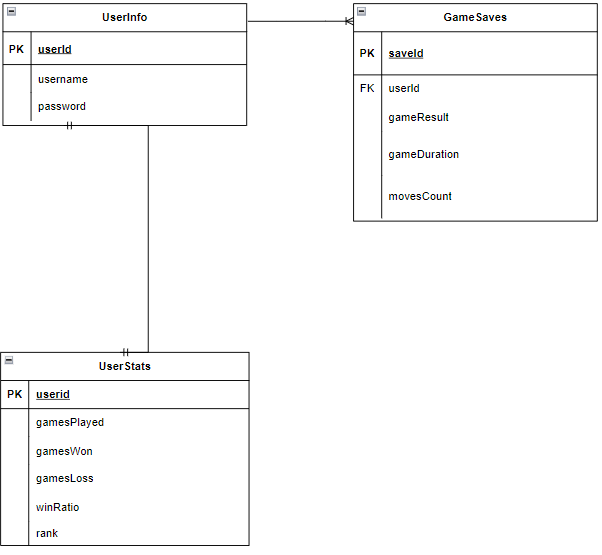 UserInfo
PK userId
username
password
GameSaves
PK saveId
FK userId
gameResult
gameDuration
movesCount
UserStats
PK userid
gamesPlayed
gamesWon
gamesLoss
winRatio
rank